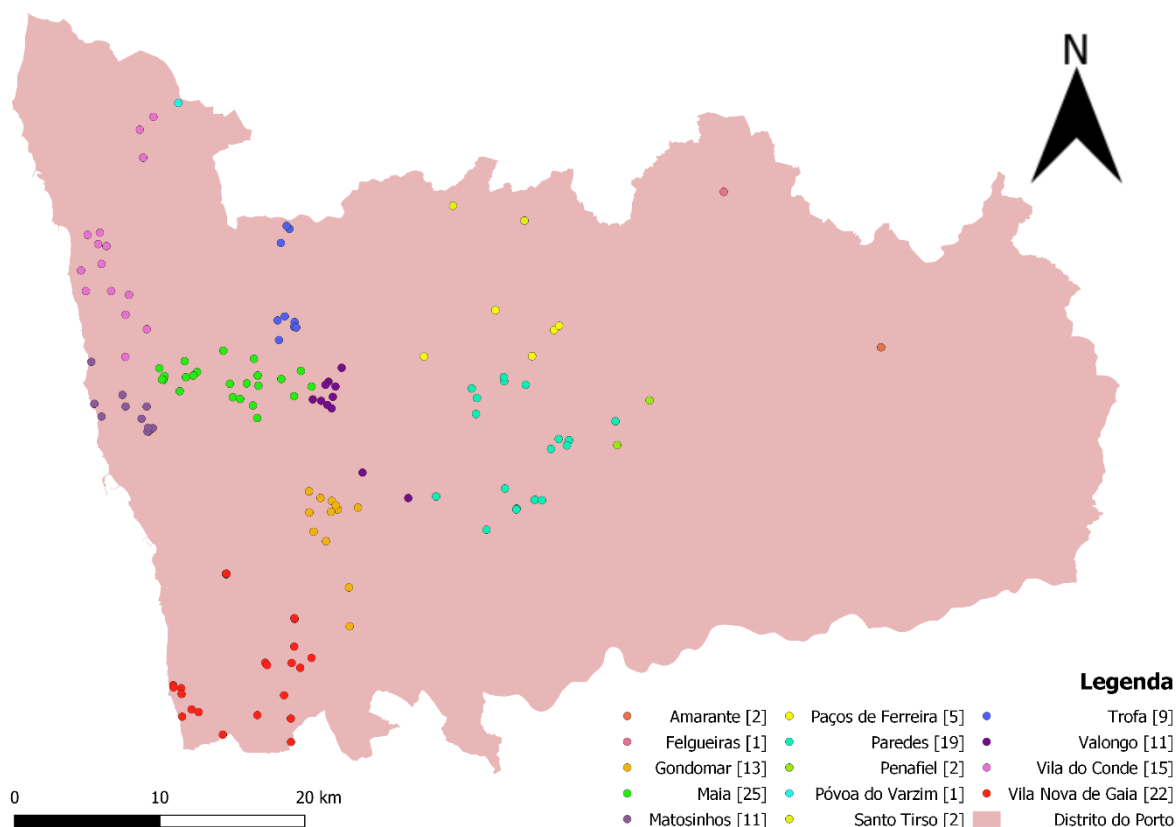 N
Legenda
Amarante [2] Paços de Ferreira [5] Trofa [9]
Felgueiras [1] Paredes [19] Valongo [11]
Gondomar [13] Penafiel [2] Vila do Conde [15]
Maia [25] Póvoa do Varzim [1] Vila Nova de Gaia [22]
Matosinhos [11] Santo Tirso [2] Distrito do Porto
0 10 20 km